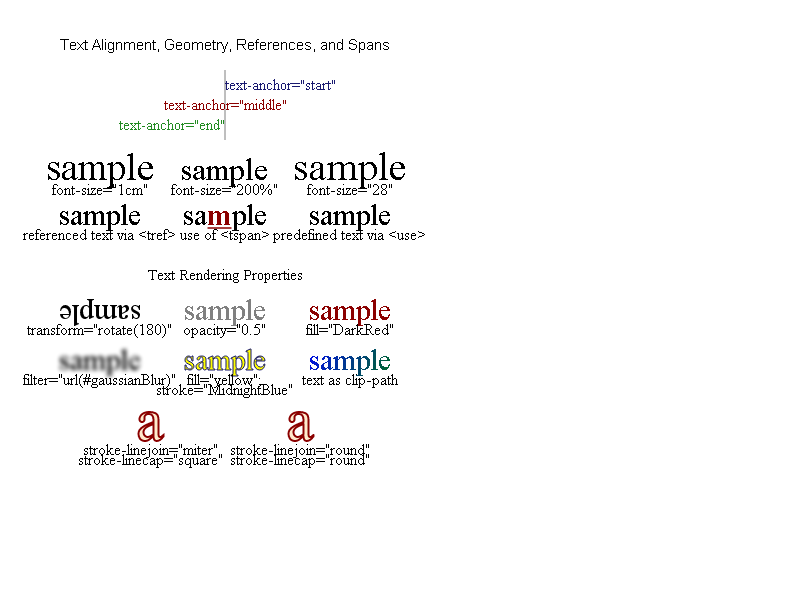 Text Alignment, Geometry, References, and Spans
text-anchor="start"
text-anchor="middle"
text-anchor="end"
sample sample sample
font-size="1cm" font-size="200%" font-size="28"
sample sample sample
referenced text via <tref> use of <tspan> predefined text via <use>
Text Rendering Properties
sample sample sample
transform="rotate(180)" opacity="0.5" fill="DarkRed"
sample sample sample
filter="url(#gaussianBlur)" fill="yellow" text as clip-path
stroke="MidnightBlue"
a a
stroke-linejoin="miter" stroke-linejoin="round"
stroke-linecap="square" stroke-linecap="round"